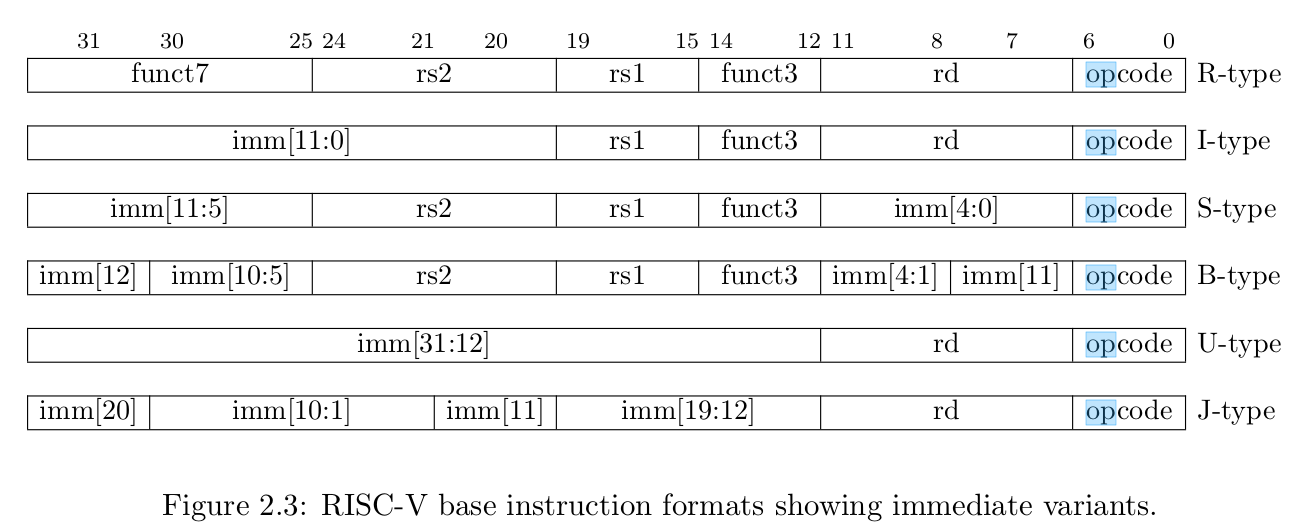 31 30 25 24 21 20 19 15 14 12 11 8 7 6 0
funct7 rs2 rs1 funct3 rd opcode R-type
imm[11:0] rs1 funct3 rd opcode I-type
imm[11:5] rs2 rs1 funct3 imm[4:0] opcode S-type
imm[12] imm[10:5] rs2 rs1 funct3 imm[4:1] imm[11] opcode B-type
imm[31:12] rd opcode U-type
imm[20] imm[10:1] imm[11] imm[19:12] rd opcode J-type
Figure 2.3: RISC-V base instruction formats showing immediate variants.